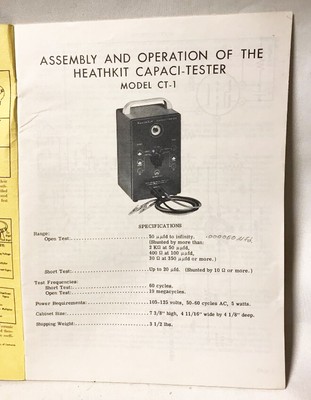 ASSEMBLY AND OPERATION OF THE
HEATHKIT CAPACI-TESTER
MODEL CT-1
SPECIFICATIONS
Range:
Open Test: 50 μμfd to infinity.
(Shunted by more than:
2 KΩ at 50 μμfd,
400 Ω at 100 μμfd,
30 Ω at 350 μμfd or more.)
Short Test: Up to 20 μfd. (Shunted by 10 Ω or more.)
Test Frequencies:
Short Test: 60 cycles.
Open Test: 19 megacycles.
Power Requirements: 105-125 volts, 50-60 cycles AC, 5 watts.
Cabinet Size: 7 3/8" high, 4 11/16" wide by 4 1/8" deep.
Shipping Weight: 3 1/2 lbs.